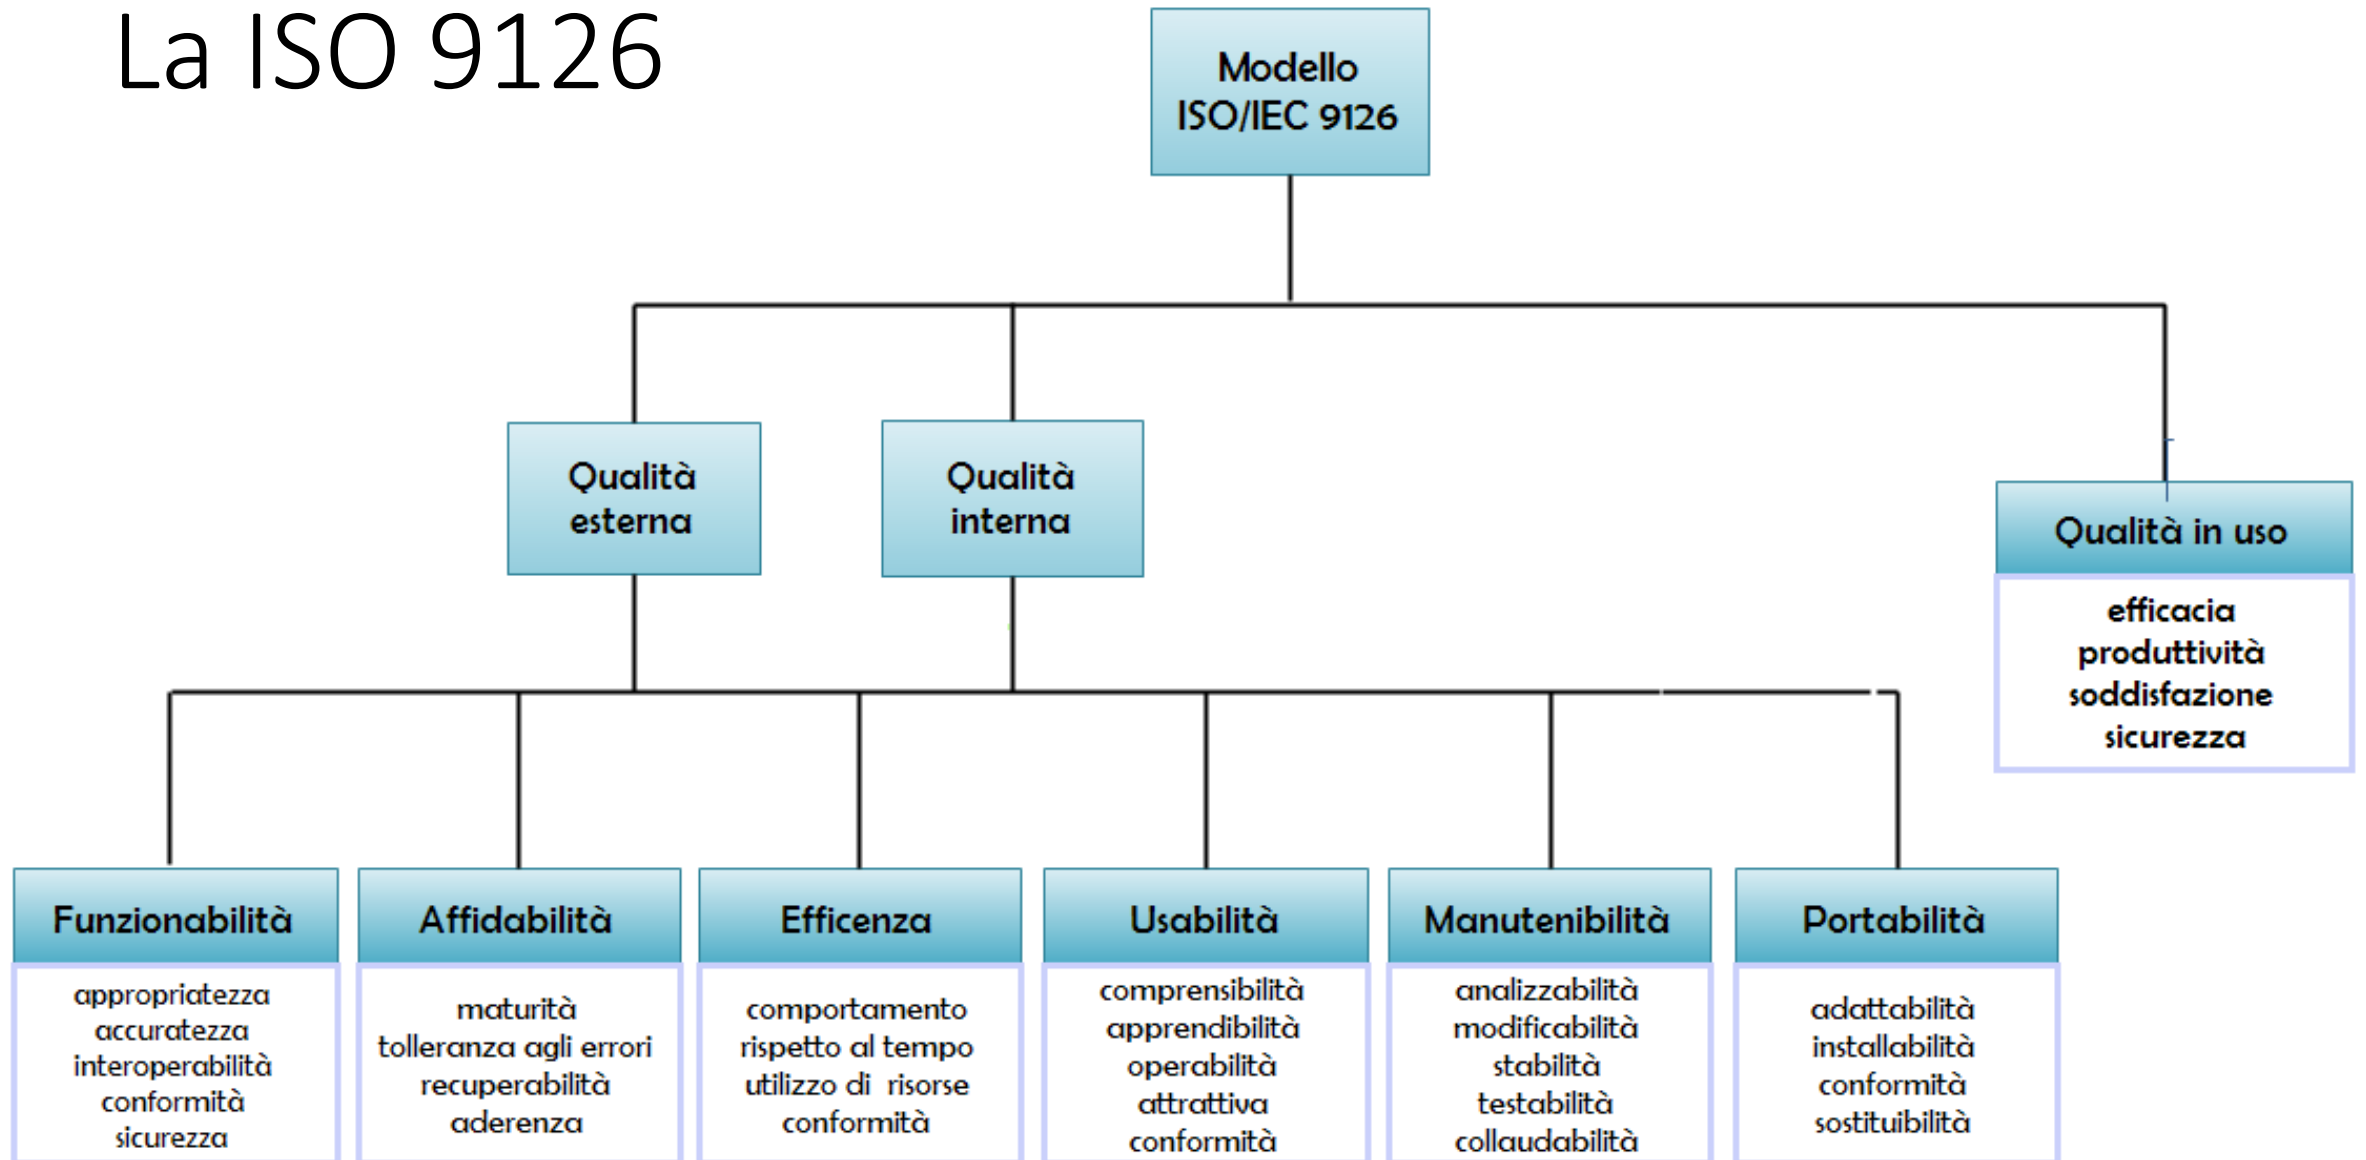 La ISO 9126
Modello
ISO/IEC 9126
Qualità
esterna
Qualità
interna
Qualità in uso
efficacia
produttività
soddisfazione
sicurezza
Funzionabilità
appropriatezza
accuratezza
interoperabilità
conformità
sicurezza
Affidabilità
maturità
tolleranza agli errori
recuperabilità
aderenza
Efficenza
comportamento
rispetto al tempo
utilizzo di risorse
conformità
Usabilità
comprensibilità
apprendibilità
operabilità
attrattiva
conformità
Manutenibilità
analizzabilità
modificabilità
stabilità
testabilità
collaudabilità
Portabilità
adattabilità
installabilità
conformità
sostituibilità